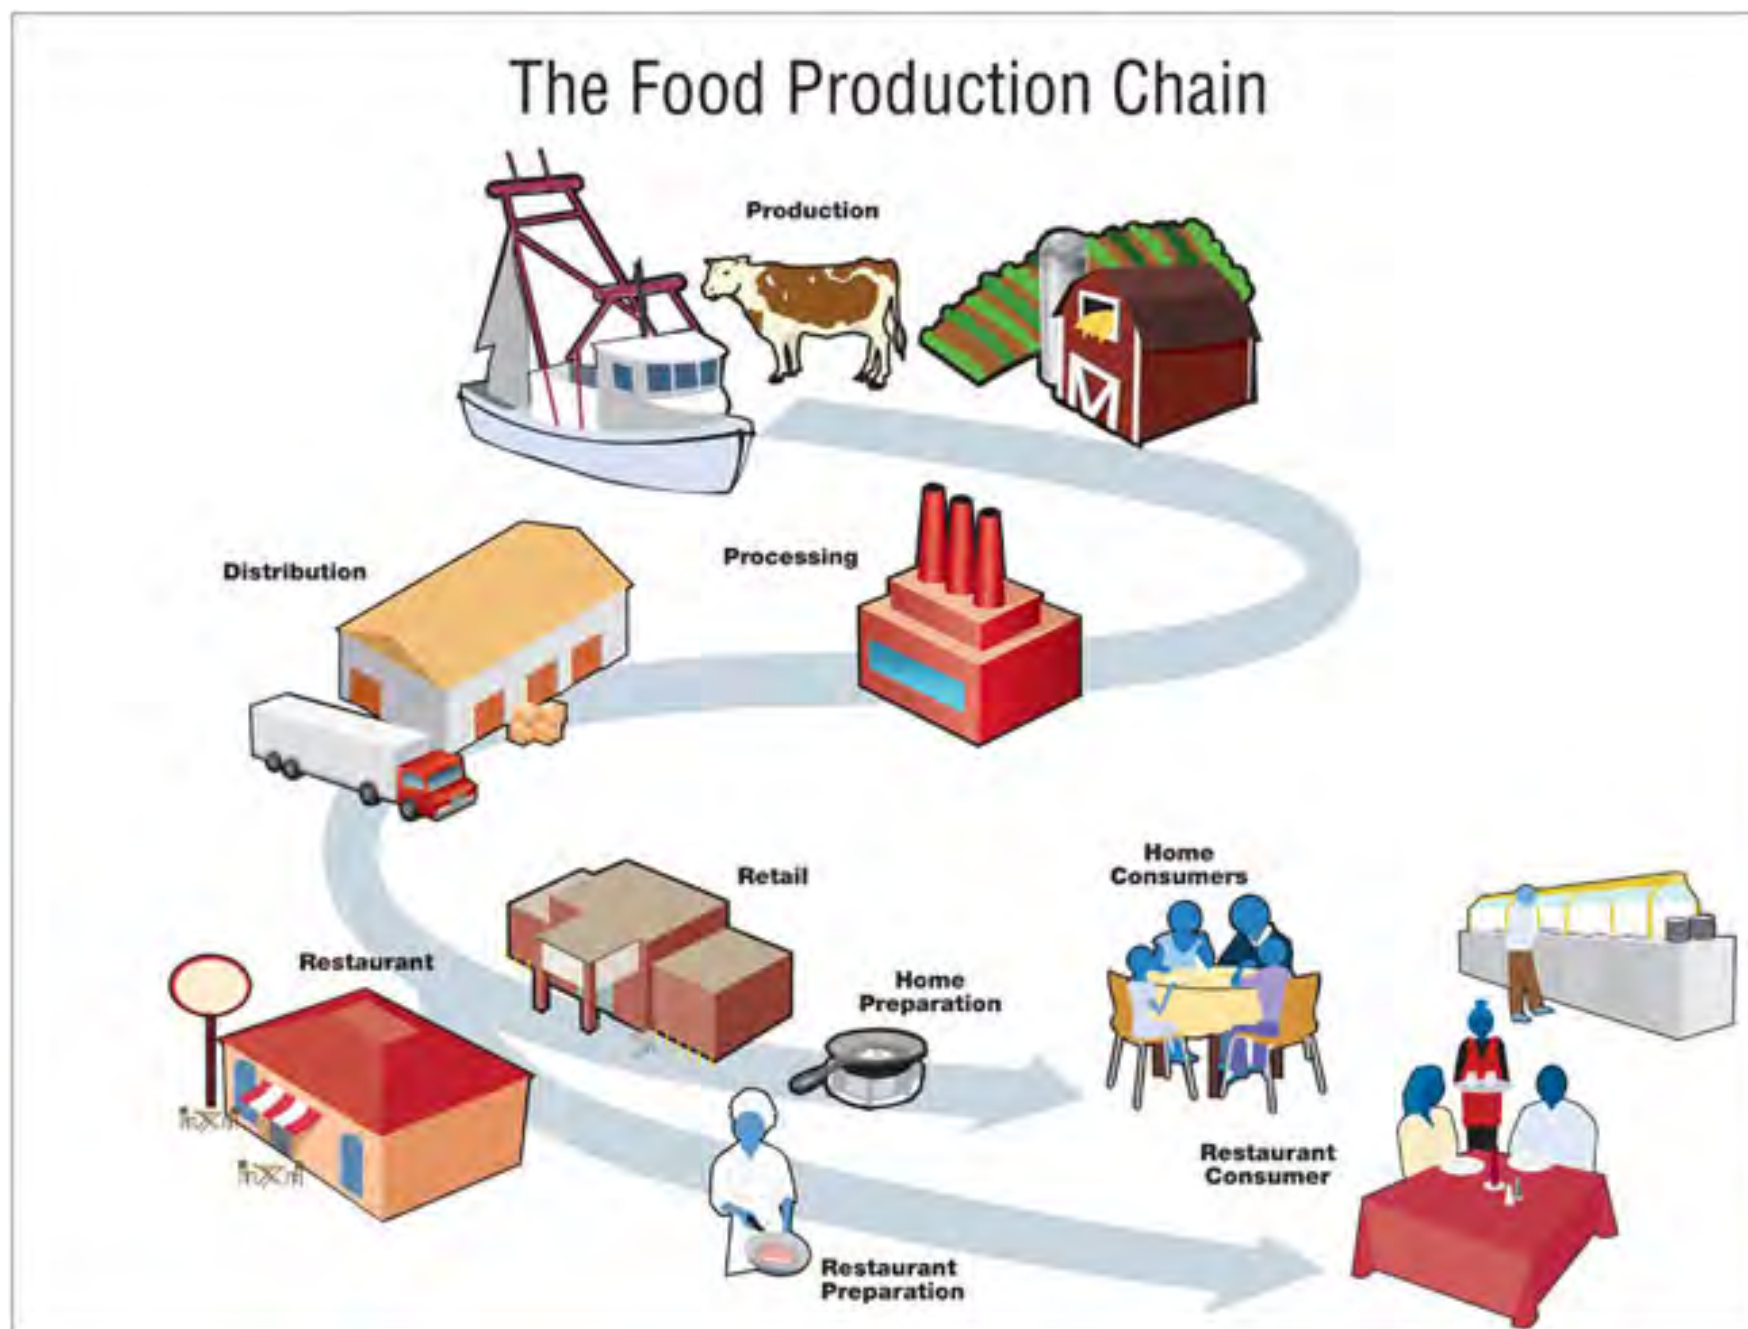 The Food Production Chain
Production
Processing
Distribution
Retail
Restaurant
Home
Preparation
Home
Consumers
Restaurant
Preparation
Restaurant
Consumer